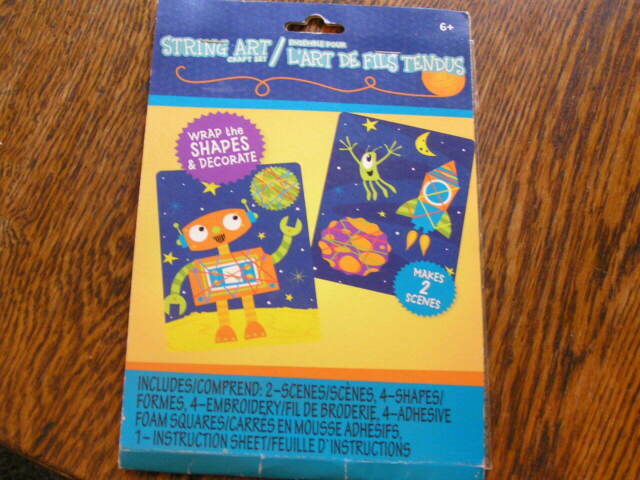 6+
STRING ART / ENSEMBLE POUR
CRAFT SET L'ART DE FILS TENDUS
WRAP the
SHAPES
& DECORATE
MAKES
2
SCENES
INCLUDES/COMPREND: 2-SCENES/SCÈNES, 4-SHAPES/
FORMES, 4-EMBROIDERY/FIL DE BRODERIE, 4-ADHESIVE
FOAM SQUARES/CARRÉS EN MOUSSE ADHÉSIFS,
1- INSTRUCTION SHEET/FEUILLE D'INSTRUCTIONS